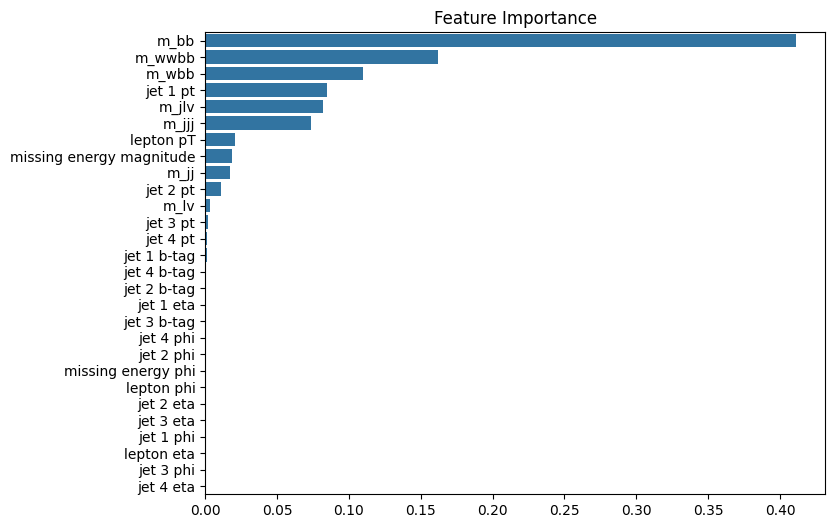 Feature Importance
m_bb
m_wwbb
m_wbb
jet 1 pt
m_jlv
m_jjj
lepton pT
missing energy magnitude
m_jj
jet 2 pt
m_lv
jet 3 pt
jet 4 pt
jet 1 b-tag
jet 4 b-tag
jet 2 b-tag
jet 1 eta
jet 3 b-tag
jet 4 phi
jet 2 phi
missing energy phi
lepton phi
jet 2 eta
jet 3 eta
jet 1 phi
lepton eta
jet 3 phi
jet 4 eta
0.00 0.05 0.10 0.15 0.20 0.25 0.30 0.35 0.40